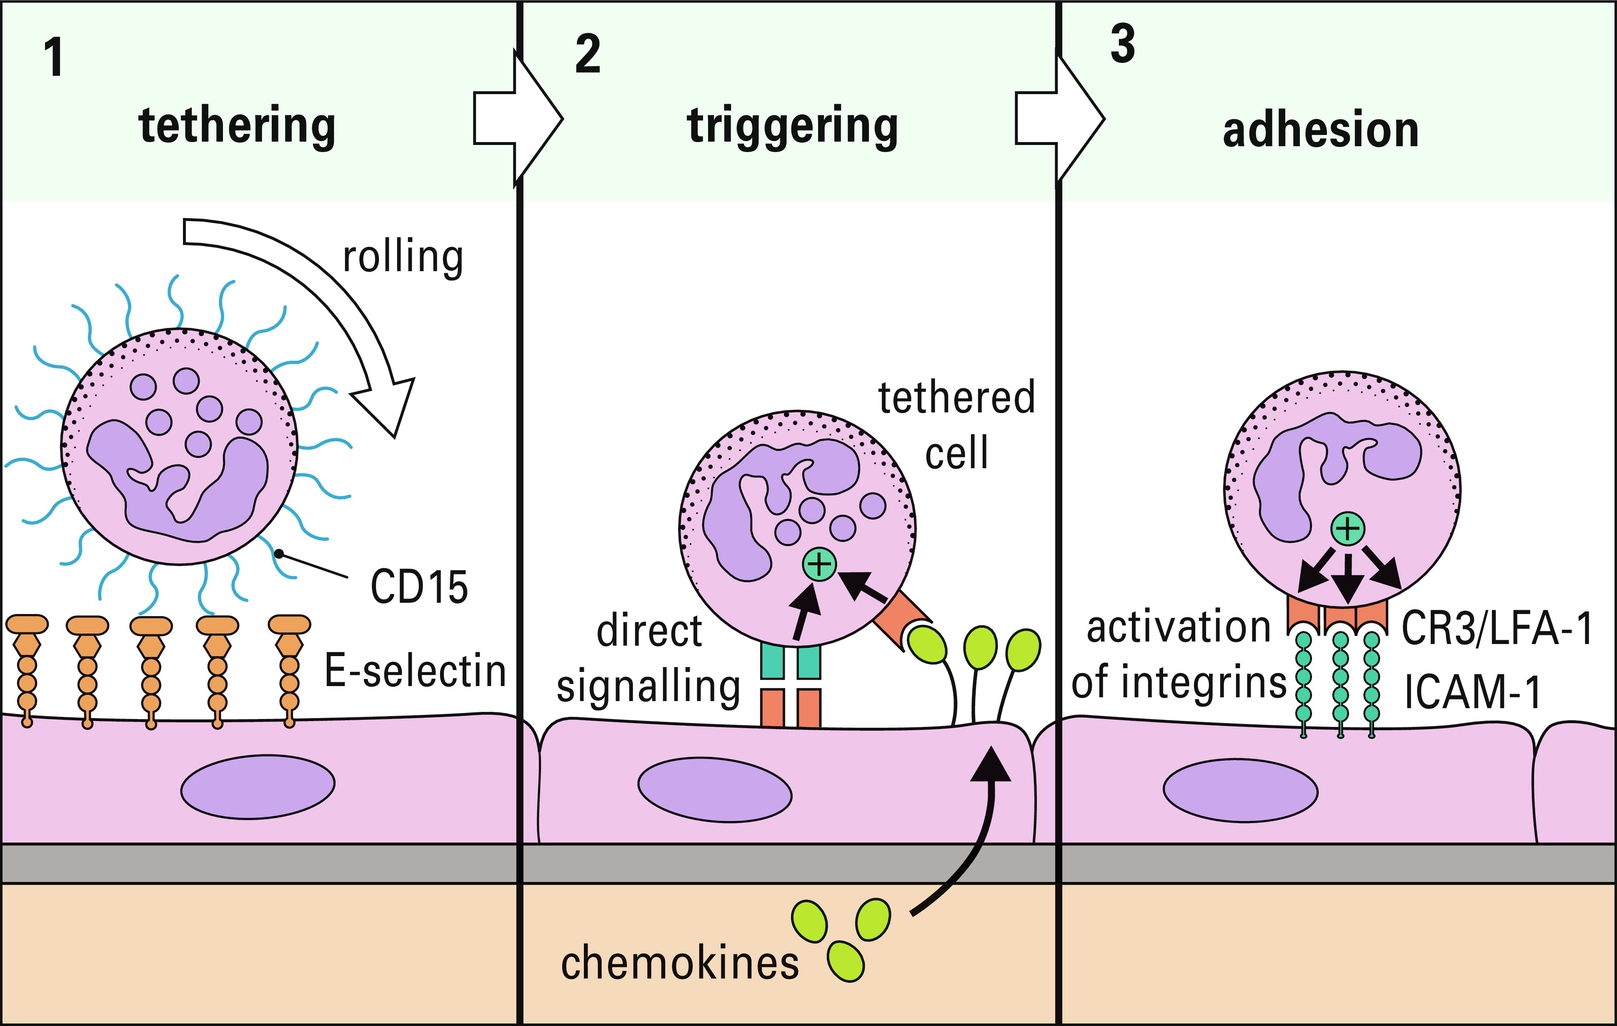 1
tethering
rolling
CD15
E-selectin
2
triggering
tethered
cell
direct
signalling
chemokines
3
adhesion
activation
of integrins
CR3/LFA-1
ICAM-1